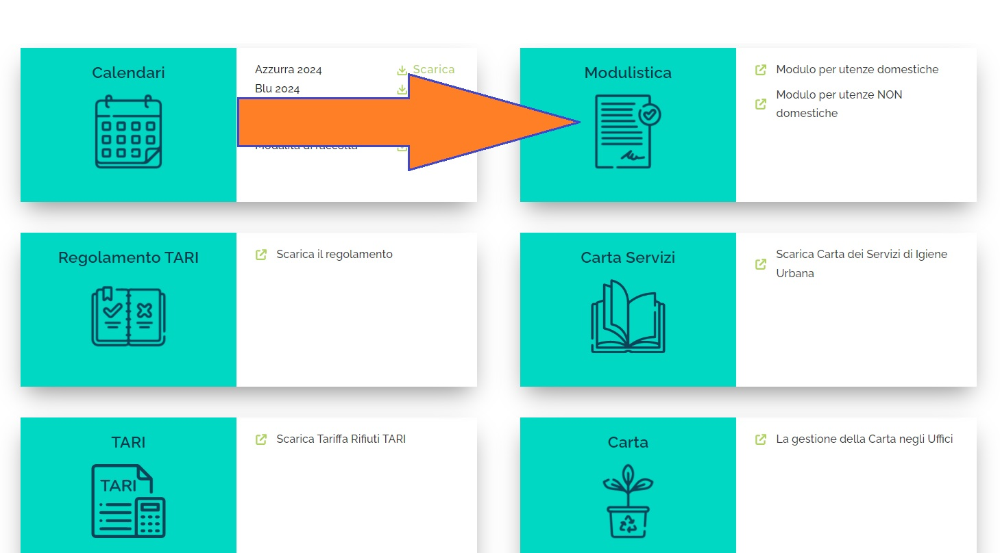 Calendari
Azzurra 2024
Scarica
Blu 2024
Modulistica
Modulo per utenze domestiche
Modulo per utenze NON
domestiche
Regolamento TARI
Scarica il regolamento
Carta Servizi
Scarica Carta dei Servizi di Igiene
Urbana
TARI
TARI
Scarica Tariffa Rifiuti TARI
Carta
La gestione della Carta negli Uffici